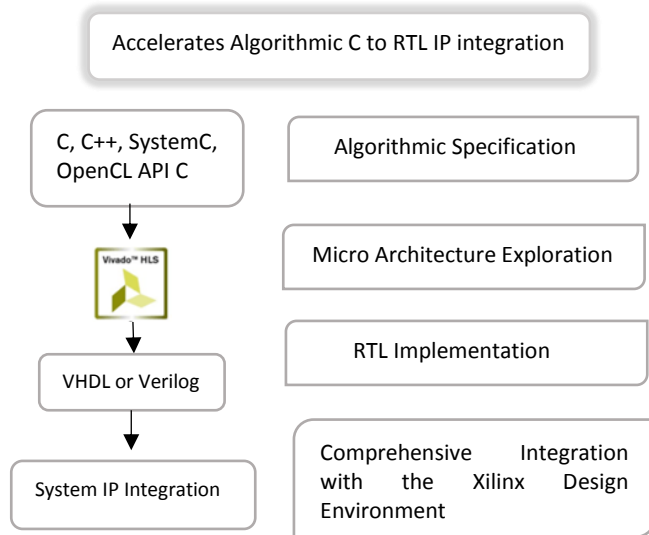 Accelerates Algorithmic C to RTL IP integration
C, C++, SystemC,
OpenCL API C
Algorithmic Specification
Vivado™ HLS
Micro Architecture Exploration
RTL Implementation
VHDL or Verilog
Comprehensive Integration
with the Xilinx Design
Environment
System IP Integration